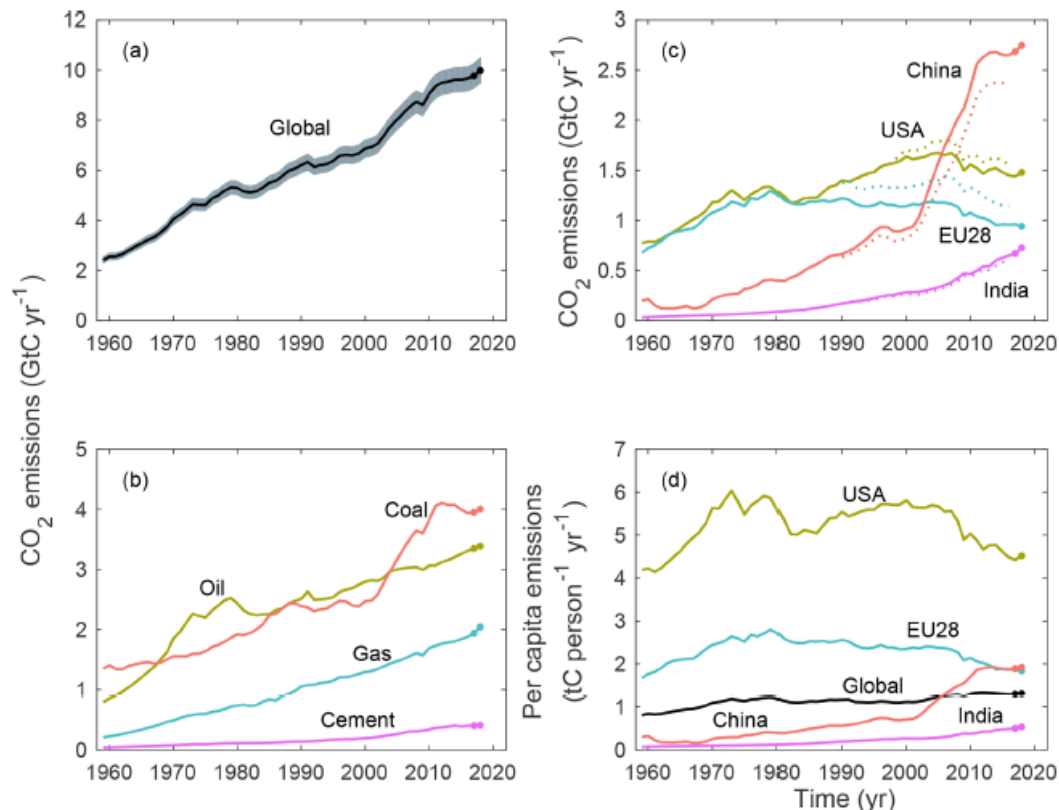 CO2 emissions (GtC yr-1)
(a)
Global
12
10
8
6
4
2
0
1960 1970 1980 1990 2000 2010 2020
CO2 emissions (GtC yr-1)
(c)
China
USA
EU28
India
3
2.5
2
1.5
1
0.5
0
1960 1970 1980 1990 2000 2010 2020
(b)
Coal
Oil
Gas
Cement
5
4
3
2
1
0
1960 1970 1980 1990 2000 2010 2020
Per capita emissions
(tC person-1 yr-1)
(d)
USA
EU28
Global
China
India
7
6
5
4
3
2
1
0
1960 1970 1980 1990 2000 2010 2020
Time (yr)